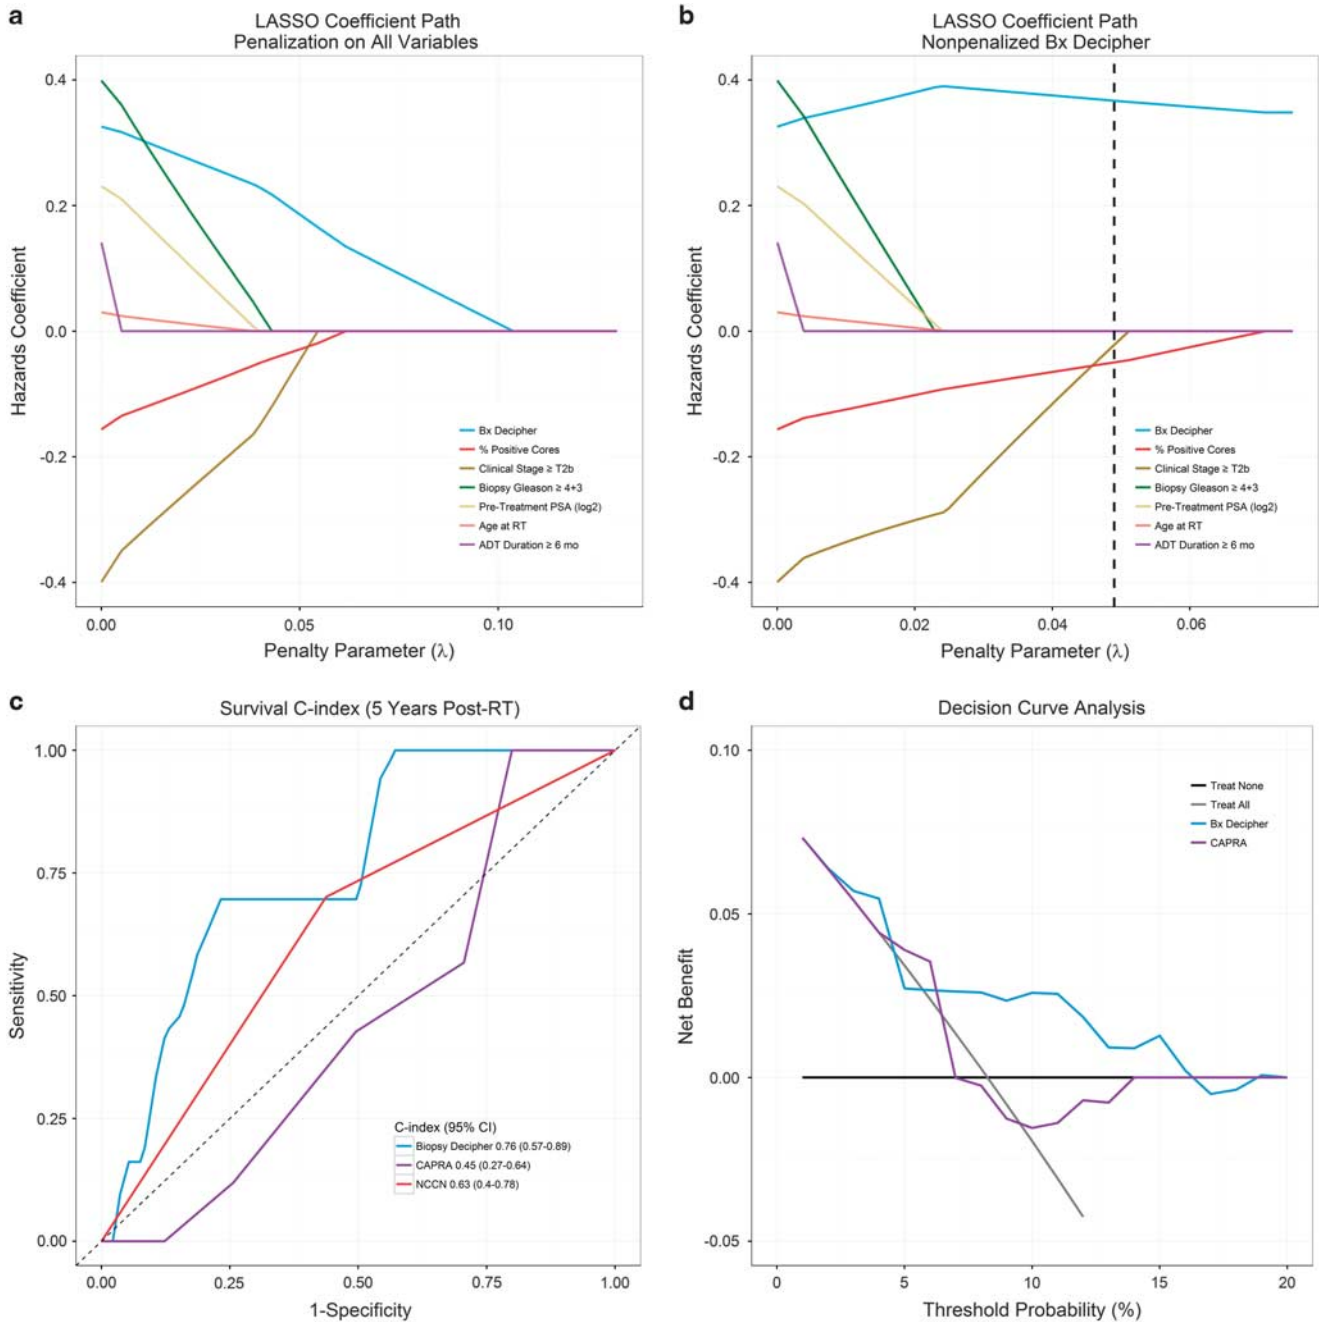 a
LASSO Coefficient Path
Penalization on All Variables
0.4
0.2
0.0
-0.2
-0.4
Hazards Coefficient
Bx Decipher
% Positive Cores
Clinical Stage ≥ T2b
Biopsy Gleason ≥ 4+3
Pre-Treatment PSA (log2)
Age at RT
ADT Duration ≥ 6 mo
0.00 0.05 0.10
Penalty Parameter (λ)
b
LASSO Coefficient Path
Nonpenalized Bx Decipher
0.4
0.2
0.0
-0.2
-0.4
Hazards Coefficient
Bx Decipher
% Positive Cores
Clinical Stage ≥ T2b
Biopsy Gleason ≥ 4+3
Pre-Treatment PSA (log2)
Age at RT
ADT Duration ≥ 6 mo
0.00 0.02 0.04 0.06
Penalty Parameter (λ)
c
Survival C-index (5 Years Post-RT)
1.00
0.75
0.50
0.25
0.00
Sensitivity
C-index (95% CI)
Biopsy Decipher 0.76 (0.57-0.89)
CAPRA 0.45 (0.27-0.64)
NCCN 0.63 (0.4-0.78)
0.00 0.25 0.50 0.75 1.00
1-Specificity
d
Decision Curve Analysis
0.10
0.05
0.00
-0.05
Net Benefit
Treat None
Treat All
Bx Decipher
CAPRA
0 5 10 15 20
Threshold Probability (%)